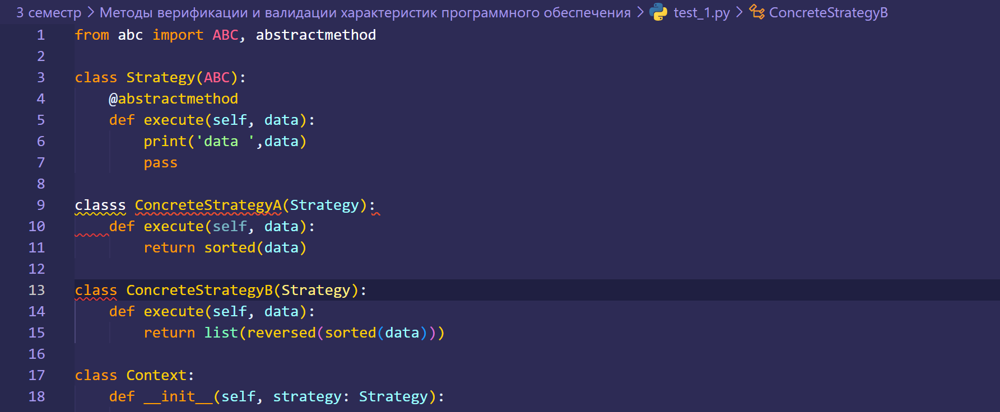 3 семестр > Методы верификации и валидации характеристик программного обеспечения > test_1.py > ConcreteStrategyB
1 from abc import ABC, abstractmethod
2
3 class Strategy(ABC):
4     @abstractmethod
5     def execute(self, data):
6         print('data ',data)
7         pass
8
9 classs ConcreteStrategyA(Strategy):
10     def execute(self, data):
11         return sorted(data)
12
13 class ConcreteStrategyB(Strategy):
14     def execute(self, data):
15         return list(reversed(sorted(data)))
16
17 class Context:
18     def __init__(self, strategy: Strategy):